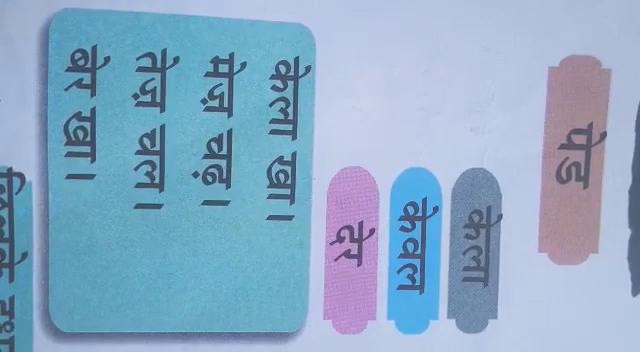 पेड
केला
केवल
देर
केला खा।
मेज़ चढ़।
तेज़ चल।
बेर खा।